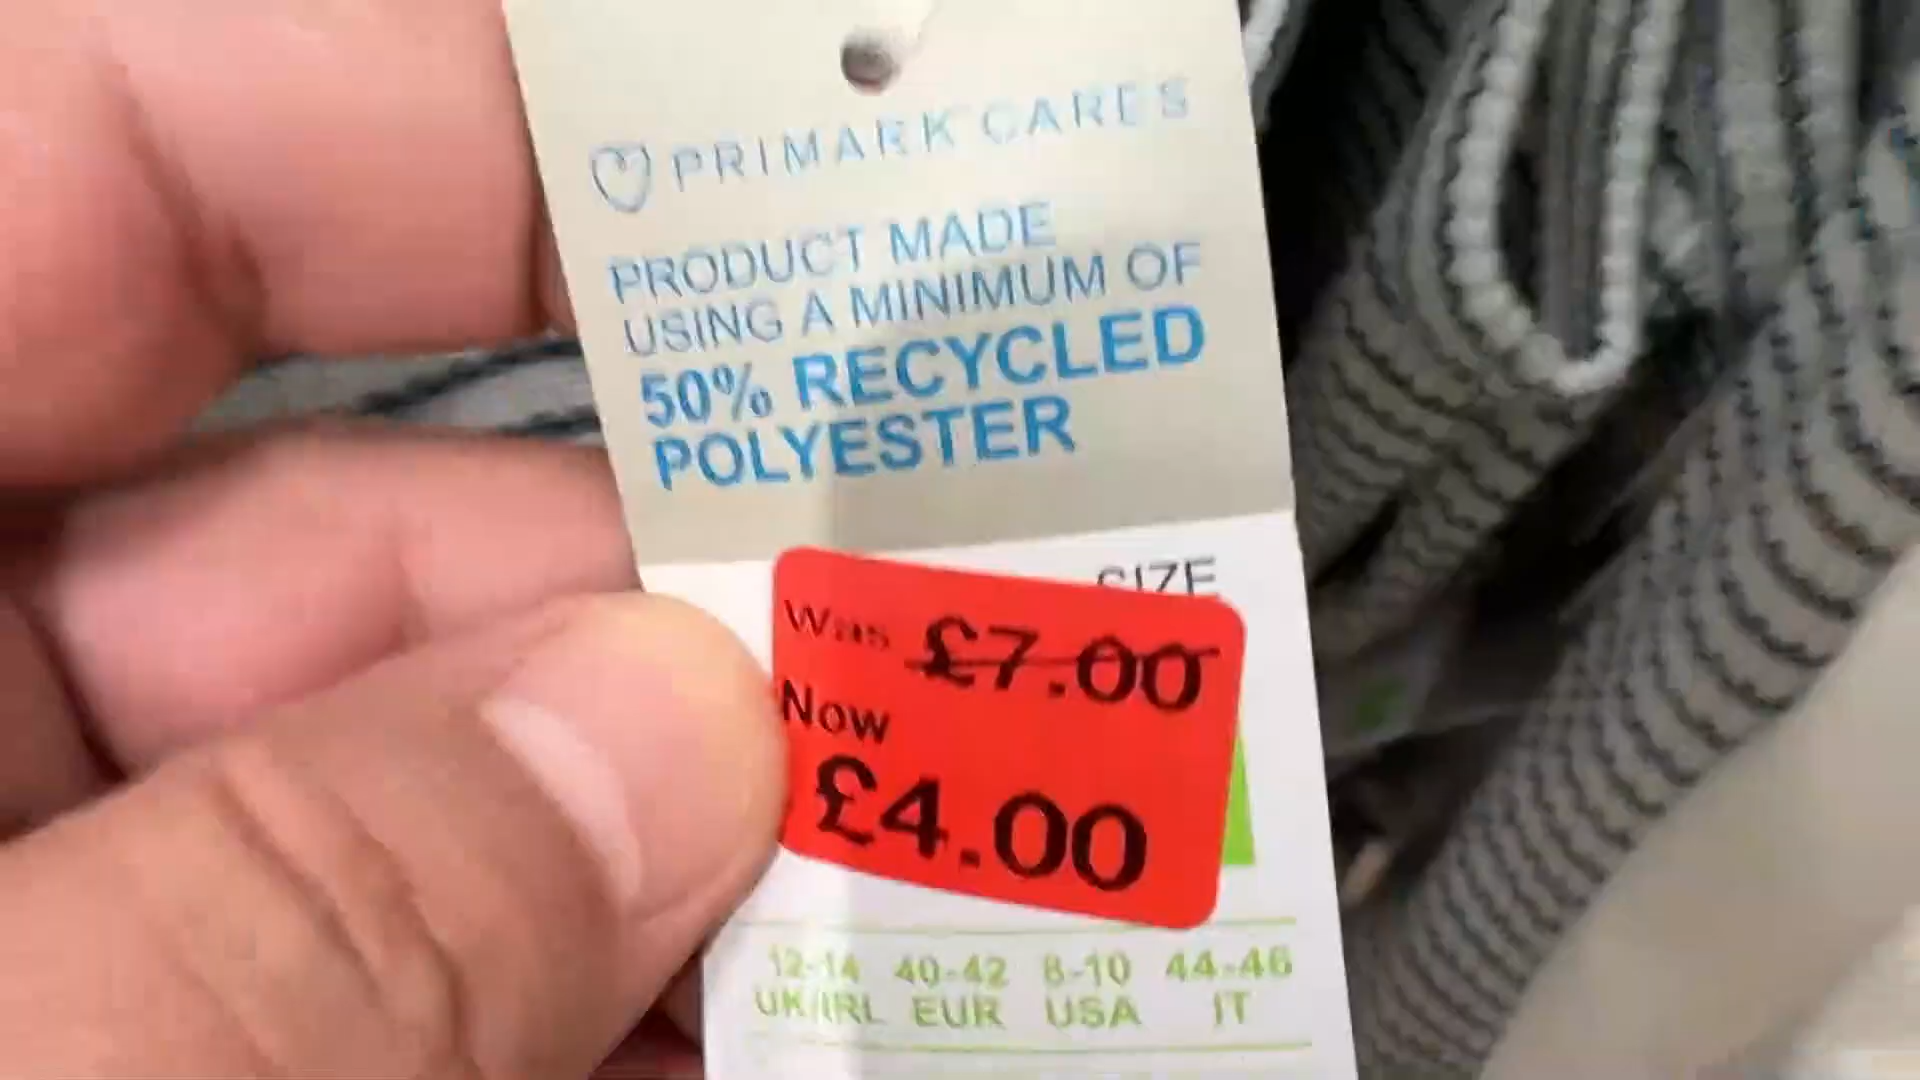 PRIMARK CARES
PRODUCT MADE
USING A MINIMUM OF
50% RECYCLED
POLYESTER
SIZE
Was £7.00
Now
£4.00
12-14 40-42 8-10 44-46
UK/IRL EUR USA IT